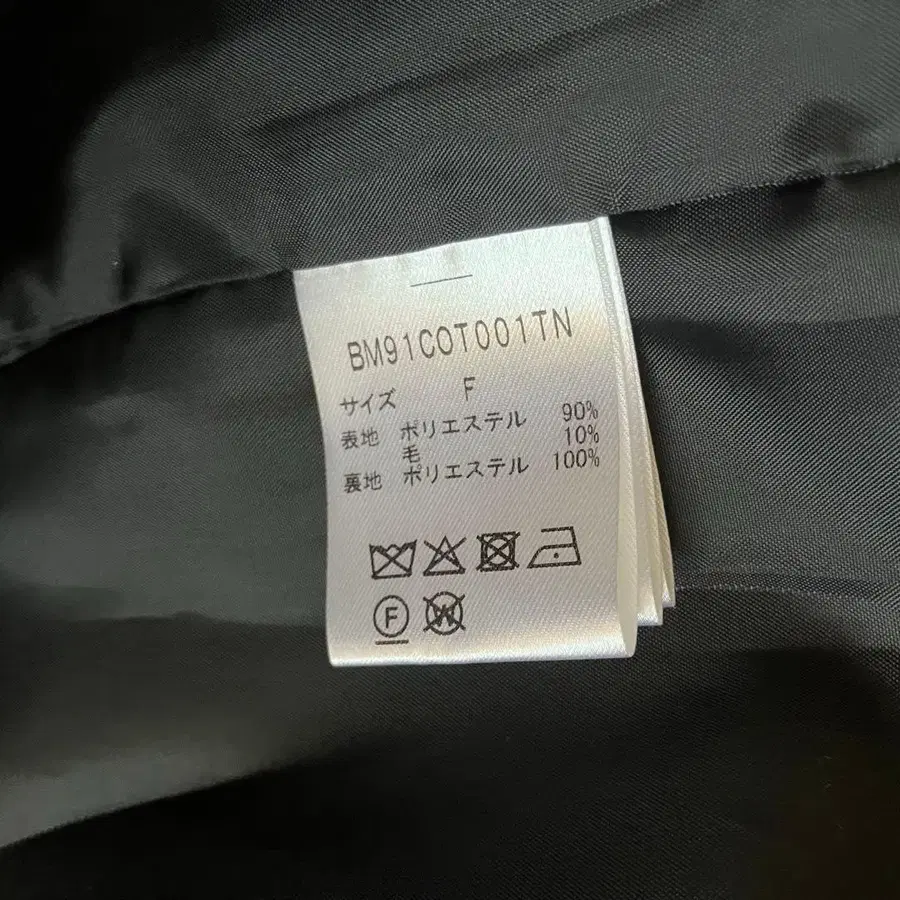 BM91COT001TN
サイズ F
表地 ポリエステル 90%
毛 10%
裏地 ポリエステル 100%
F
W